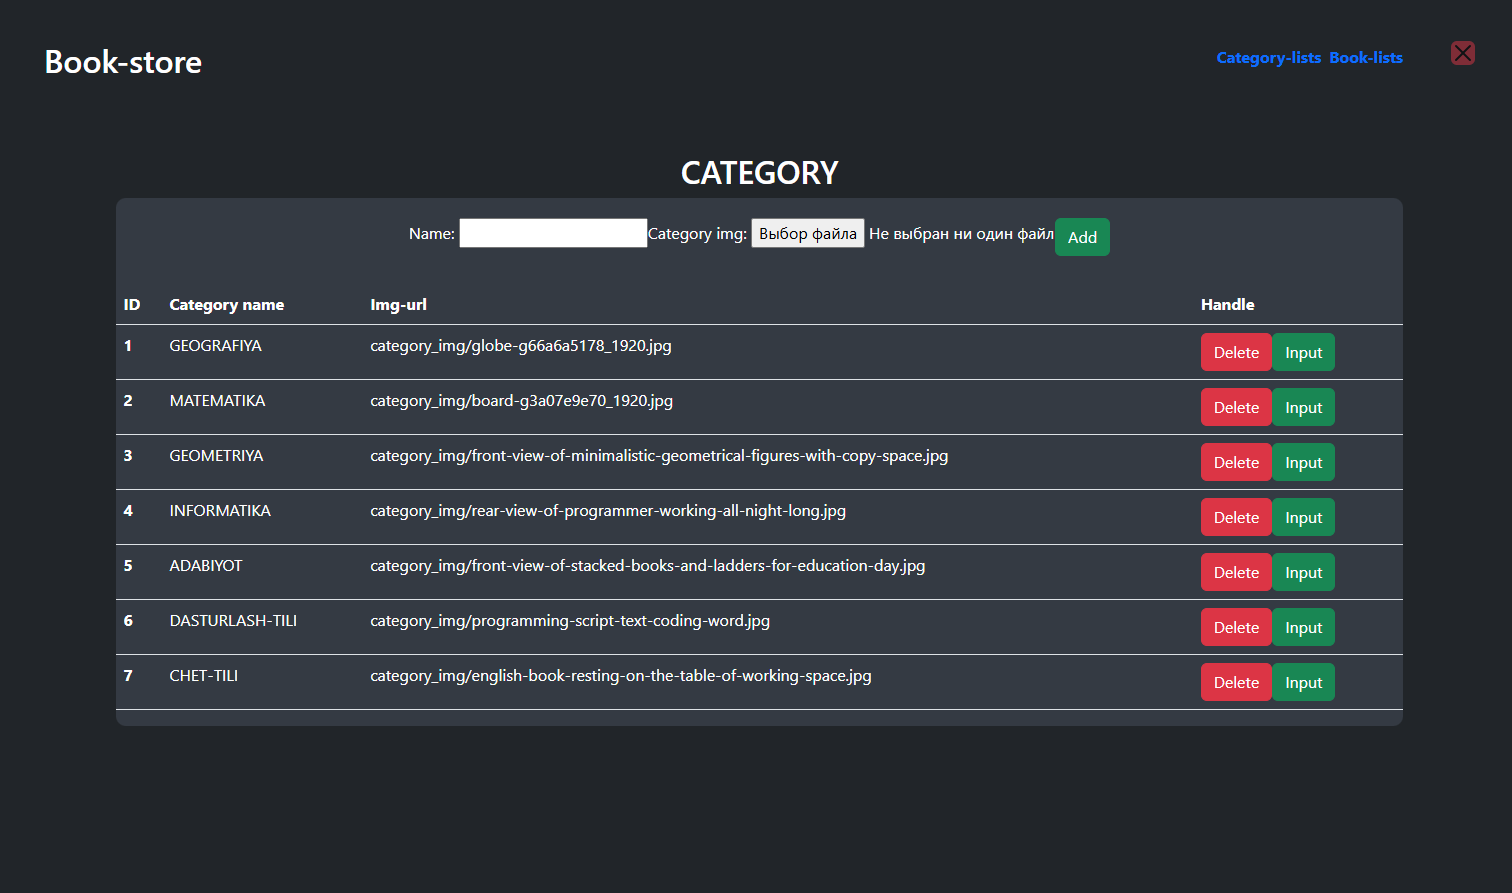 Book-store
Category-lists Book-lists
CATEGORY
Name: Category img: Выбор файла Не выбран ни один файл Add
ID Category name Img-url Handle
1 GEOGRAFIYA category_img/globe-g66a6a5178_1920.jpg Delete Input
2 MATEMATIKA category_img/board-g3a07e9e70_1920.jpg Delete Input
3 GEOMETRIYA category_img/front-view-of-minimalistic-geometrical-figures-with-copy-space.jpg Delete Input
4 INFORMATIKA category_img/rear-view-of-programmer-working-all-night-long.jpg Delete Input
5 ADABIYOT category_img/front-view-of-stacked-books-and-ladders-for-education-day.jpg Delete Input
6 DASTURLASH-TILI category_img/programming-script-text-coding-word.jpg Delete Input
7 CHET-TILI category_img/english-book-resting-on-the-table-of-working-space.jpg Delete Input